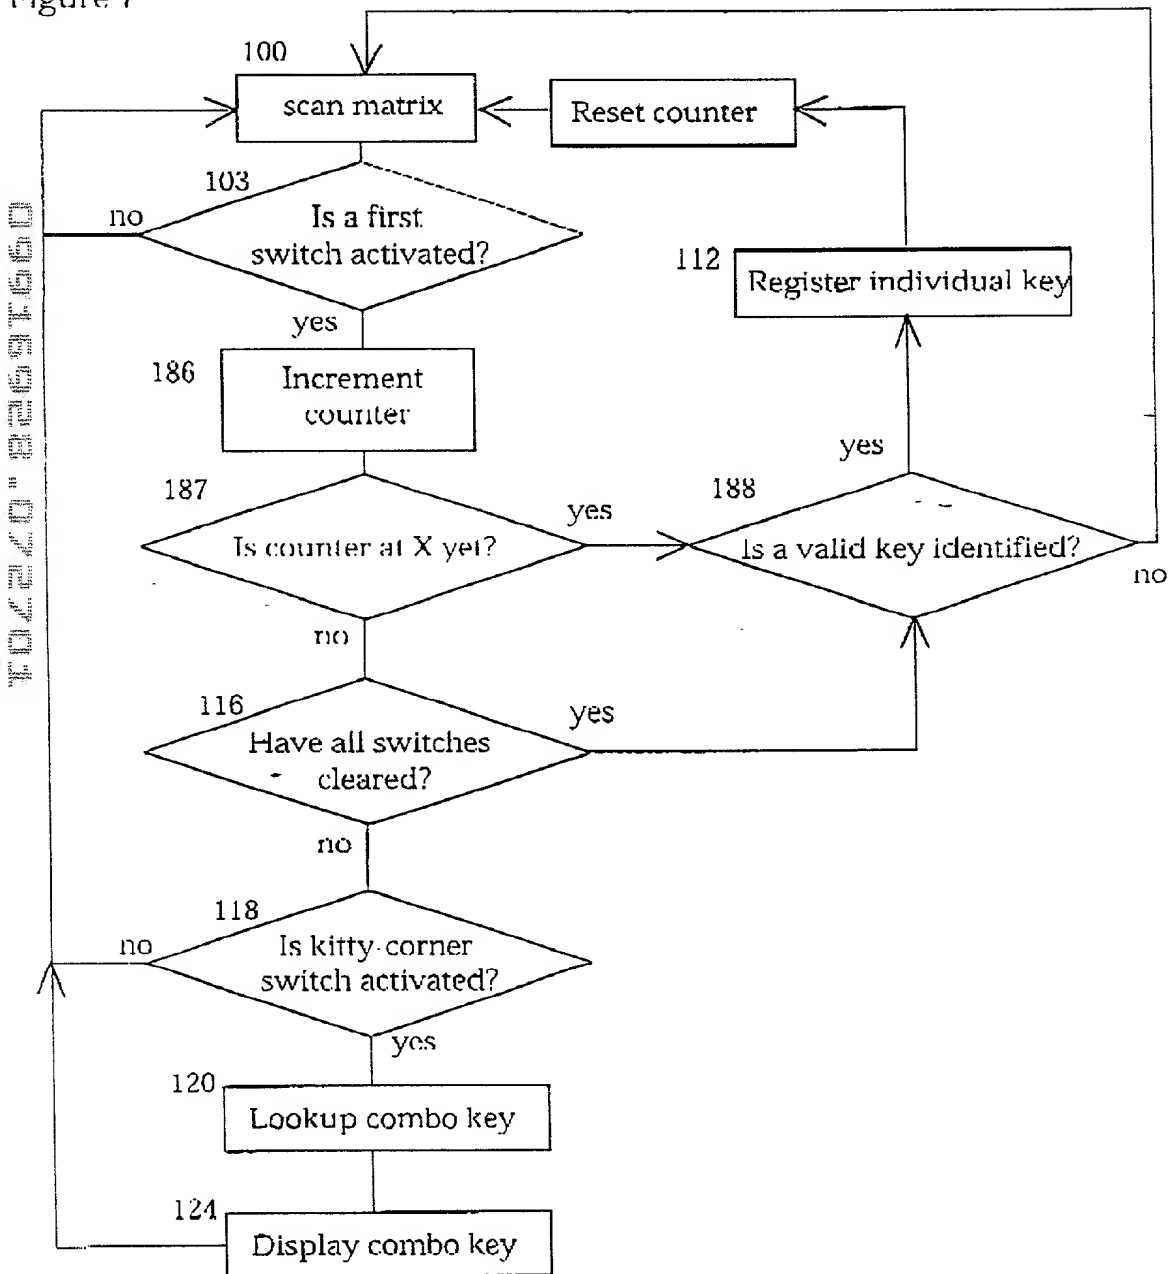 Figure 7
100
scan matrix
Reset counter
103
no
Is a first
switch activated?
112
Register individual key
yes
186
Increment
counter
yes
187
188
yes
Is counter at X yet?
Is a valid key identified?
no
no
116
yes
Have all switches
cleared?
no
118
no
Is kitty-corner
switch activated?
yes
120
Lookup combo key
124
Display combo key